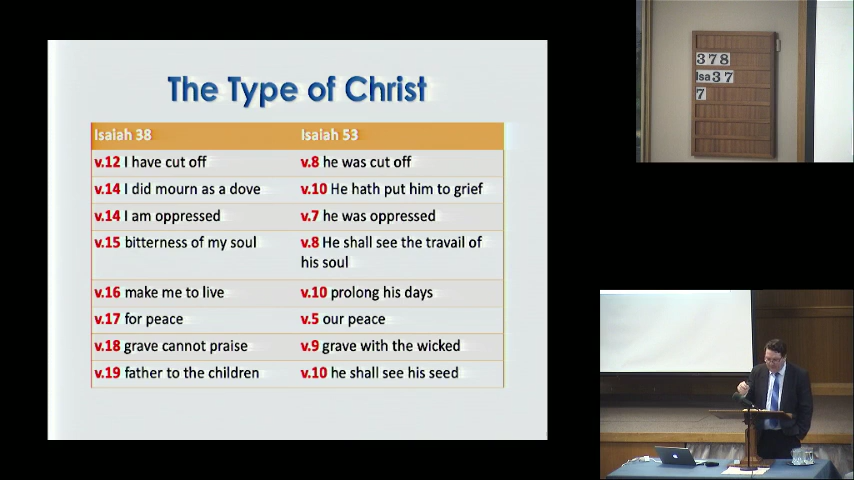 The Type of Christ
Isaiah 38 Isaiah 53
v.12 I have cut off v.8 he was cut off
v.14 I did mourn as a dove v.10 He hath put him to grief
v.14 I am oppressed v.7 he was oppressed
v.15 bitterness of my soul v.8 He shall see the travail of
his soul
v.16 make me to live v.10 prolong his days
v.17 for peace v.5 our peace
v.18 grave cannot praise v.9 grave with the wicked
v.19 father to the children v.10 he shall see his seed
378
Isa 37
7